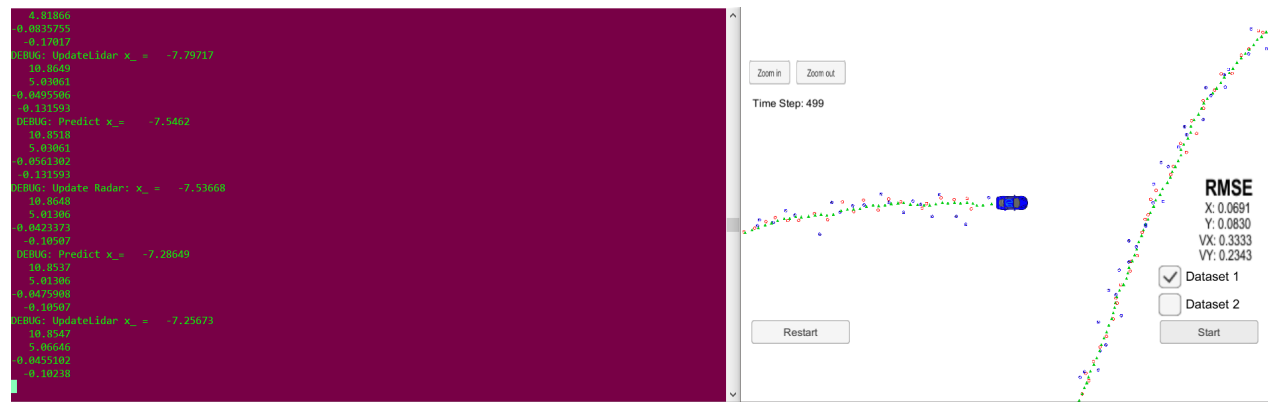 4.81866
-0.0835755
-0.17017
DEBUG: UpdateLidar x_ =   -7.79717
10.8649
5.03061
-0.0495506
-0.131593
DEBUG: Predict x_=   -7.5462
10.8518
5.03061
-0.0561302
-0.131593
DEBUG: Update Radar: x_ =   -7.53668
10.8648
5.01306
-0.0423373
-0.10507
DEBUG: Predict x_=   -7.28649
10.8537
5.01306
-0.0475908
-0.10507
DEBUG: UpdateLidar x_ =   -7.25673
10.8547
5.06646
-0.0455102
-0.10238
Zoom in
Zoom out
Time Step: 499
RMSE
X: 0.0691
Y: 0.0830
VX: 0.3333
VY: 0.2343
Dataset 1
Dataset 2
Restart
Start